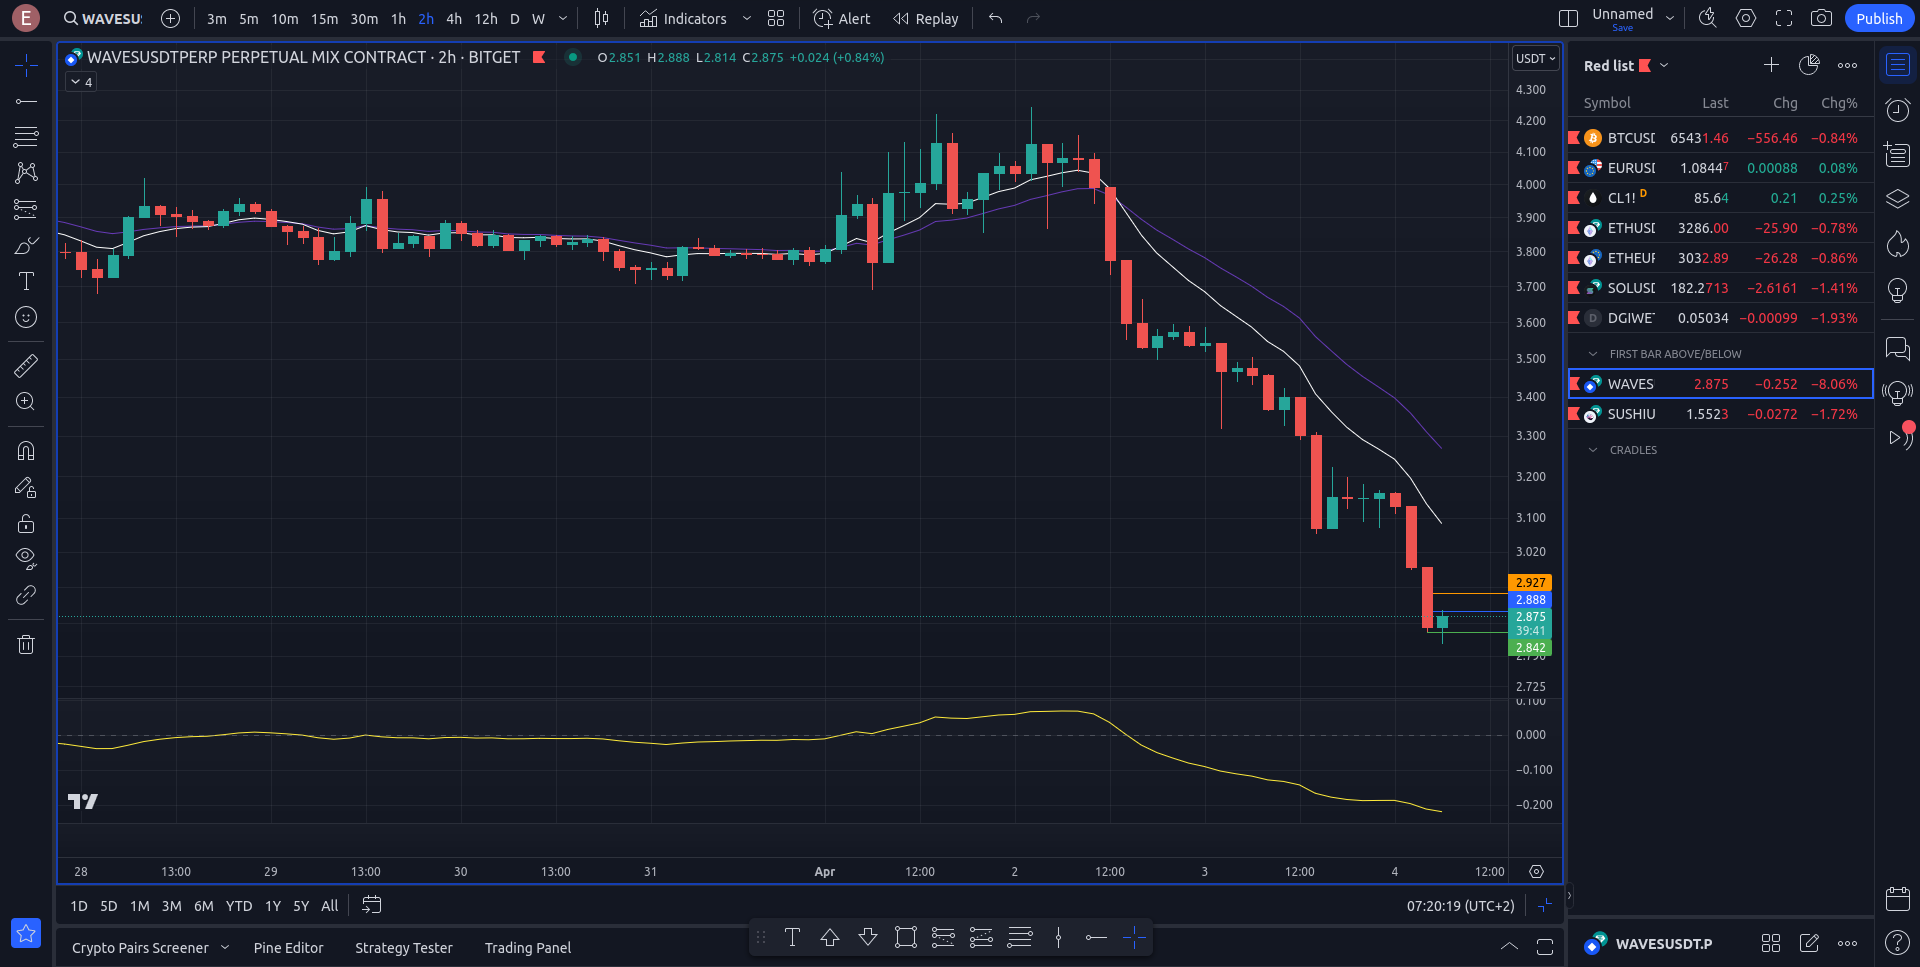 E
WAVESU
3m 5m 10m 15m 30m 1h 2h 4h 12h D W
Indicators
Alert
Replay
Unnamed
Save
Publish
WAVESUSDTPERP PERPETUAL MIX CONTRACT · 2h · BITGET
O2.851 H2.888 L2.814 C2.875 +0.024 (+0.84%)
4
USDT
4.300
4.200
4.100
4.000
3.900
3.800
3.700
3.600
3.500
3.400
3.300
3.200
3.100
3.020
2.927
2.888
2.875
39:41
2.842
2.790
2.725
0.100
0.000
−0.100
−0.200
28 13:00 29 13:00 30 13:00 31 Apr 12:00 2 12:00 3 12:00 4 12:00
1D 5D 1M 3M 6M YTD 1Y 5Y All
07:20:19 (UTC+2)
Crypto Pairs Screener Pine Editor Strategy Tester Trading Panel
Red list
Symbol Last Chg Chg%
BTCUSD 65431.46 −556.46 −0.84%
EURUSD 1.08447 0.00088 0.08%
CL1! D 85.64 0.21 0.25%
ETHUSD 3286.00 −25.90 −0.78%
ETHEUR 3032.89 −26.28 −0.86%
SOLUSD 182.2713 −2.6161 −1.41%
D DGIWE 0.05034 −0.00099 −1.93%
FIRST BAR ABOVE/BELOW
WAVES 2.875 −0.252 −8.06%
SUSHIU 1.5523 −0.0272 −1.72%
CRADLES
WAVESUSDT.P